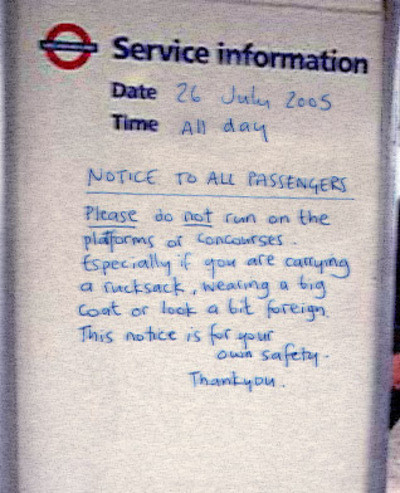 Service information
Date 26 July 2005
Time All day
NOTICE TO ALL PASSENGERS
Please do not run on the
platforms or concourses.
Especially if you are carrying
a rucksack, wearing a big
coat or look a bit foreign.
This notice is for your
own safety.
Thankyou.